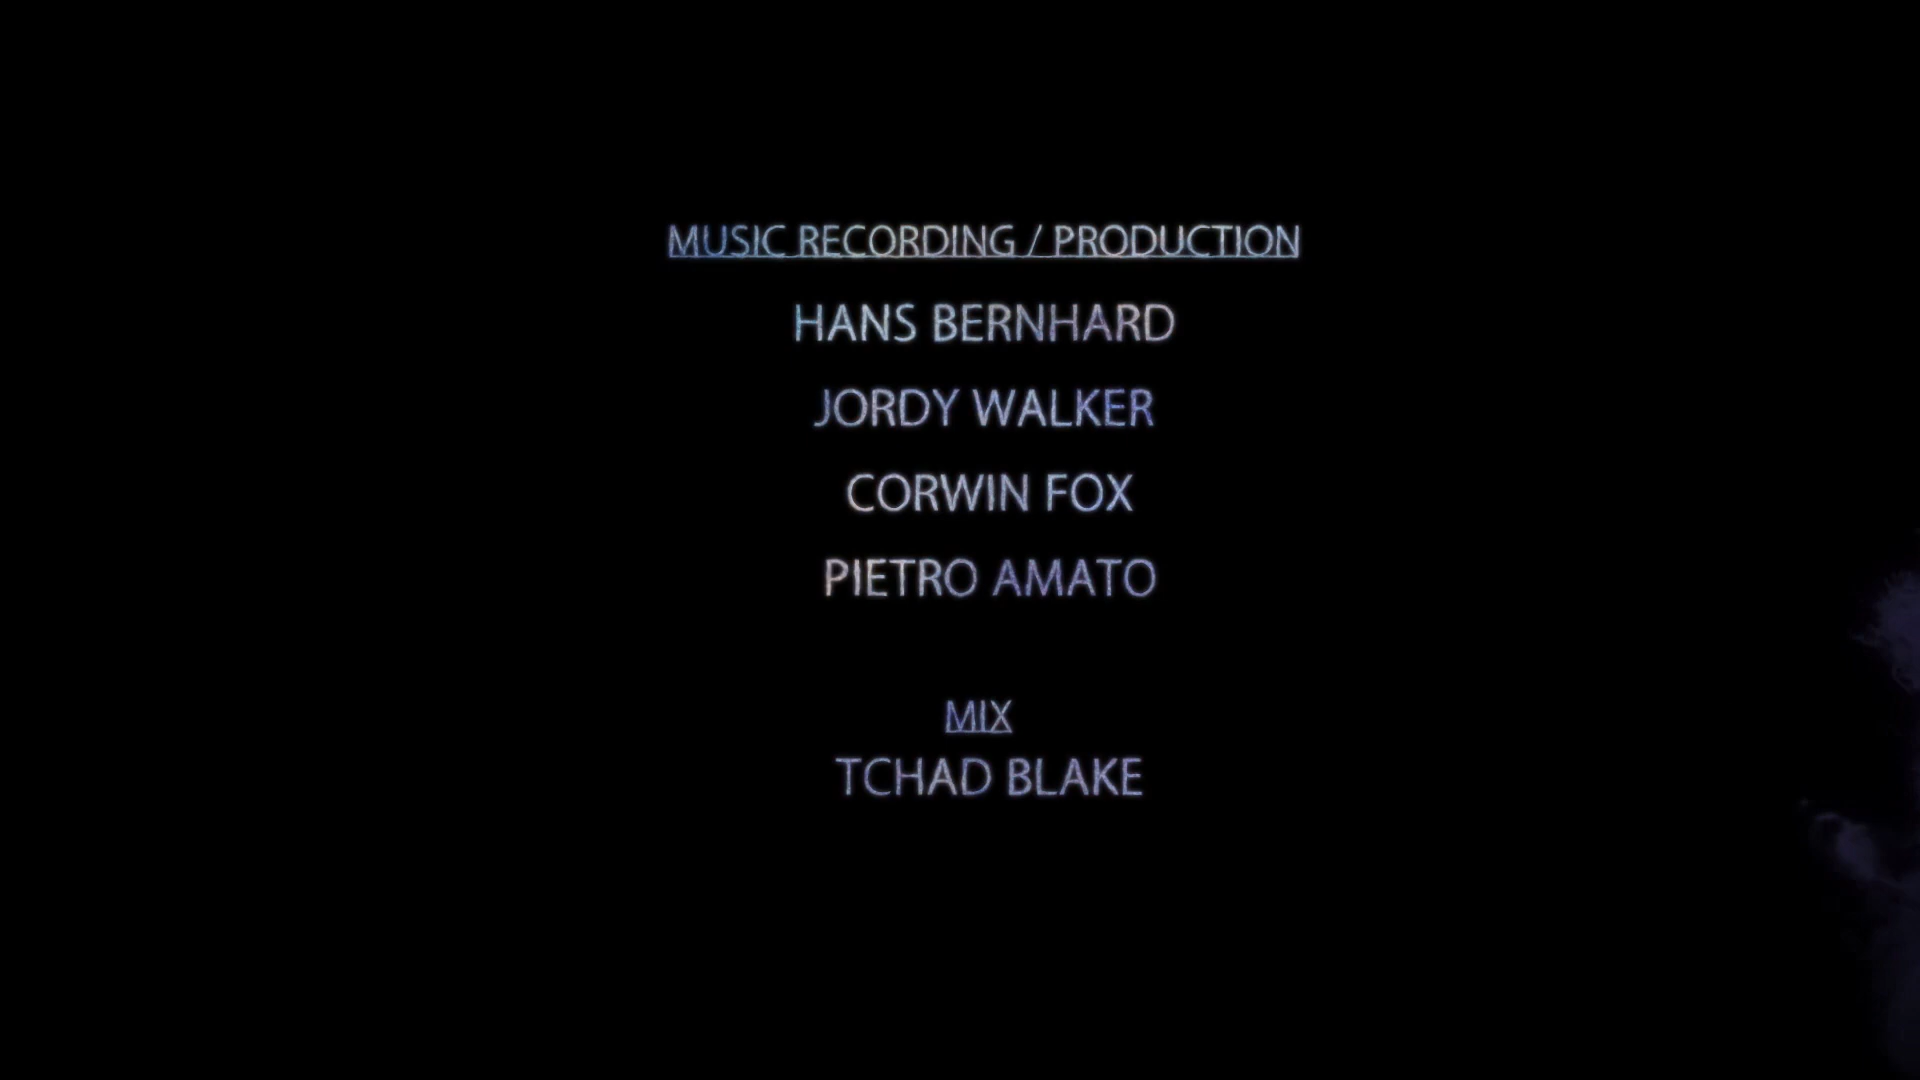 MUSIC RECORDING / PRODUCTION
HANS BERNHARD
JORDY WALKER
CORWIN FOX
PIETRO AMATO
MIX
TCHAD BLAKE